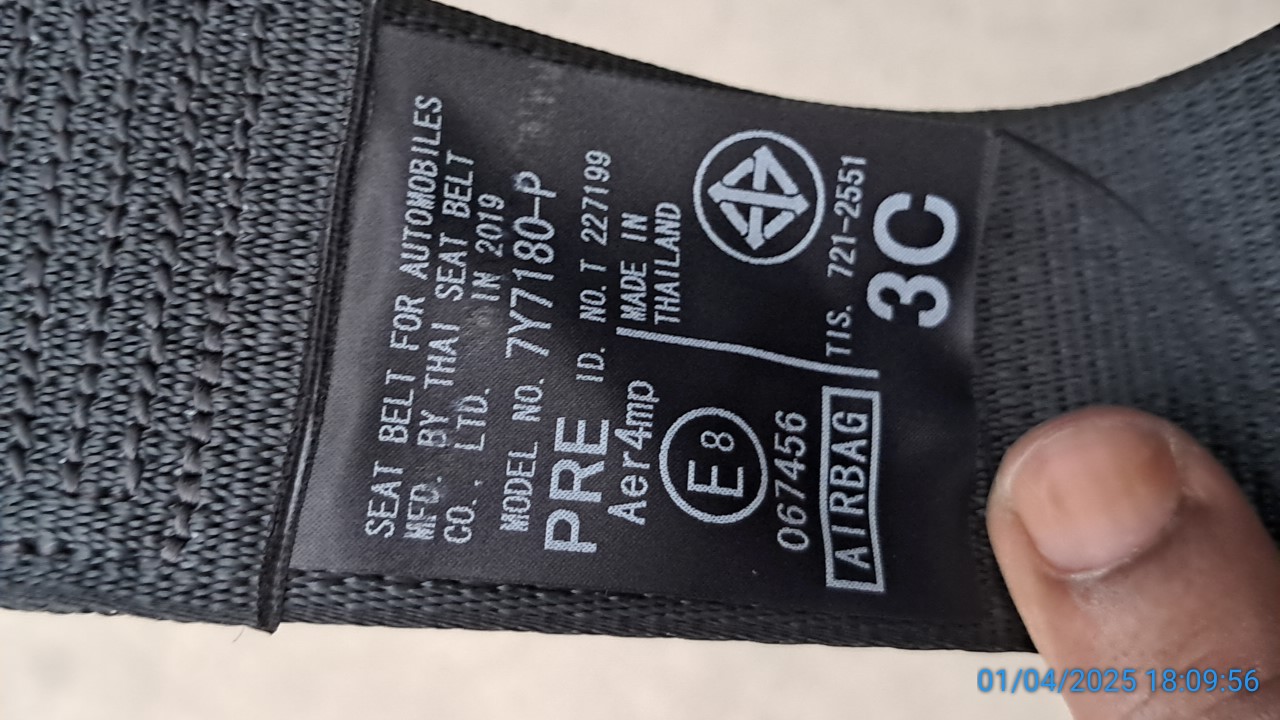 SEAT BELT FOR AUTOMOBILES
MFD. BY THAI SEAT BELT
CO., LTD. IN 2019
MODEL NO. 7Y7180-P
PRE
ID. NO. T 227199
Aer4mp
MADE IN
THAILAND
E8
067456
AIRBAG
TIS. 721-2551
3C
01/04/2025 18:09:56